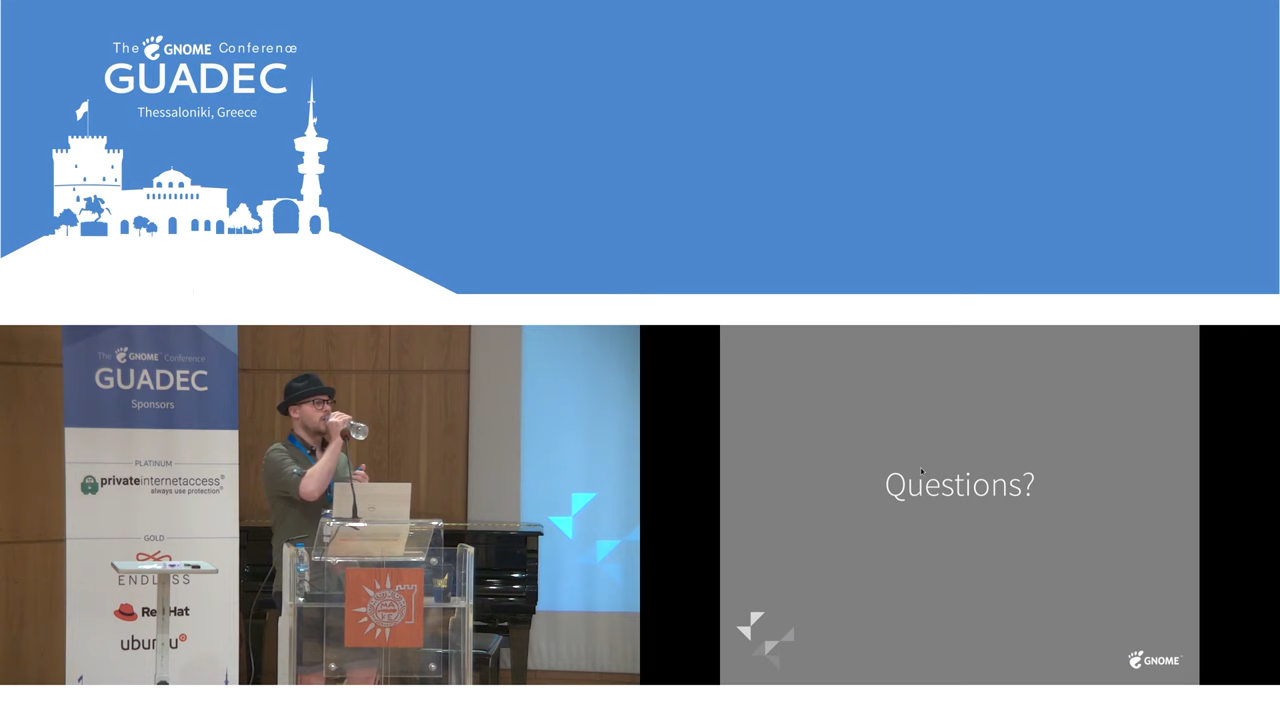 The GNOME Conference
GUADEC
Thessaloniki, Greece
The GNOME Conference
GUADEC
Sponsors
PLATINUM
privateinternetaccess®
always use protection®
GOLD
ENDLESS
Red Hat
ubuntu
Questions?
GNOME™